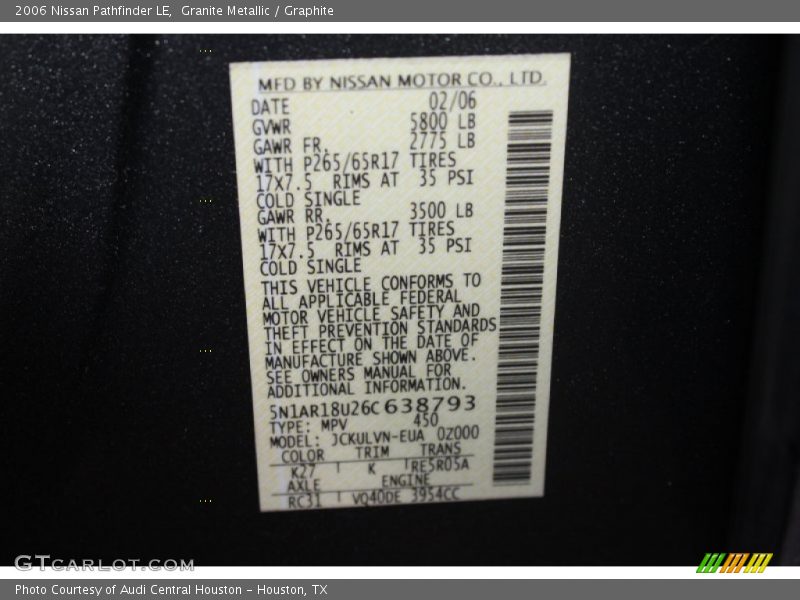 2006 Nissan Pathfinder LE,  Granite Metallic / Graphite
MFD BY NISSAN MOTOR CO., LTD.
DATE 02/06
GVWR 5800 LB
GAWR FR. 2775 LB
WITH P265/65R17 TIRES
17X7.5 RIMS AT 35 PSI
COLD SINGLE
GAWR RR. 3500 LB
WITH P265/65R17 TIRES
17X7.5 RIMS AT 35 PSI
COLD SINGLE
THIS VEHICLE CONFORMS TO
ALL APPLICABLE FEDERAL
MOTOR VEHICLE SAFETY AND
THEFT PREVENTION STANDARDS
IN EFFECT ON THE DATE OF
MANUFACTURE SHOWN ABOVE.
SEE OWNERS MANUAL FOR
ADDITIONAL INFORMATION.
5N1AR18U26C638793
TYPE: MPV 450
MODEL: JCKULVN-EUA 0Z000
COLOR TRIM TRANS
K27 K RE5R05A
AXLE ENGINE
RC31 VQ40DE 3954CC
GTCARLOT.COM
Photo Courtesy of Audi Central Houston - Houston, TX